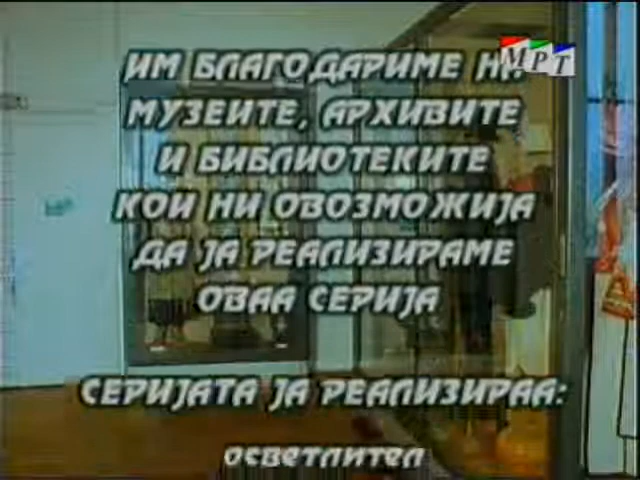 МРТ
ИМ БЛАГОДАРИМЕ НА
МУЗЕИТЕ, АРХИВИТЕ
И БИБЛИОТЕКИТЕ
КОИ НИ ОВОЗМОЖИЈА
ДА ЈА РЕАЛИЗИРАМЕ
ОВАА СЕРИЈА
СЕРИЈАТА ЈА РЕАЛИЗИРАА:
осветлител